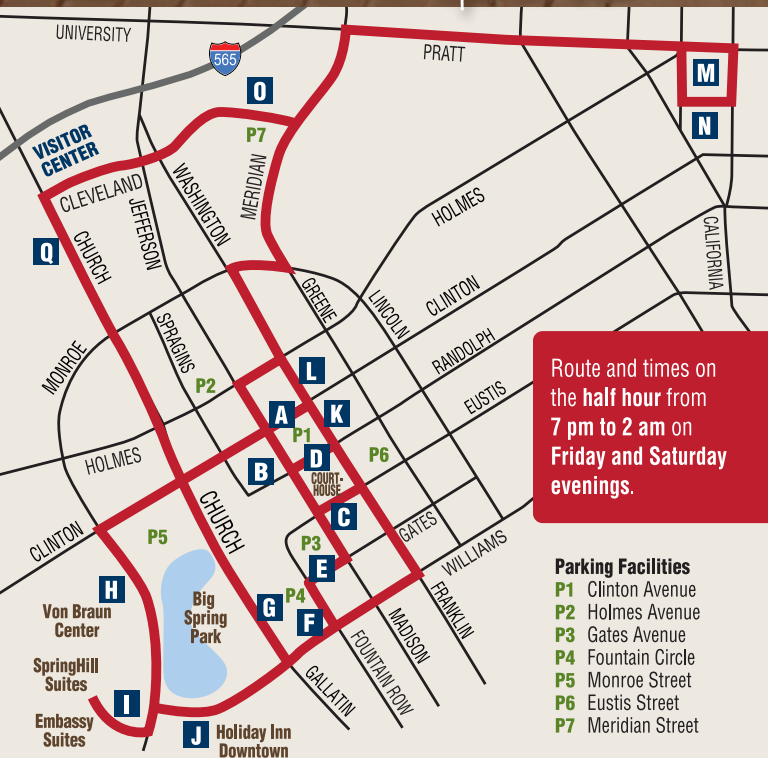 UNIVERSITY
565
PRATT
O
M
VISITOR
CENTER
P7
N
CLEVELAND
WASHINGTON
MERIDIAN
JEFFERSON
HOLMES
Q
CHURCH
CALIFORNIA
GREENE
LINCOLN
CLINTON
SPRAGINS
MONROE
RANDOLPH
P2
L
EUSTIS
A
K
P1
HOLMES
B
D
P6
COURT-
HOUSE
CHURCH
C
CLINTON
P5
P3
GATES
WILLIAMS
E
H
Von Braun
Center
Big
Spring
Park
G
P4
F
FRANKLIN
MADISON
FOUNTAIN ROW
GALLATIN
SpringHill
Suites
I
Embassy
Suites
J
Holiday Inn
Downtown
Route and times on
the half hour from
7 pm to 2 am on
Friday and Saturday
evenings.
Parking Facilities
P1 Clinton Avenue
P2 Holmes Avenue
P3 Gates Avenue
P4 Fountain Circle
P5 Monroe Street
P6 Eustis Street
P7 Meridian Street